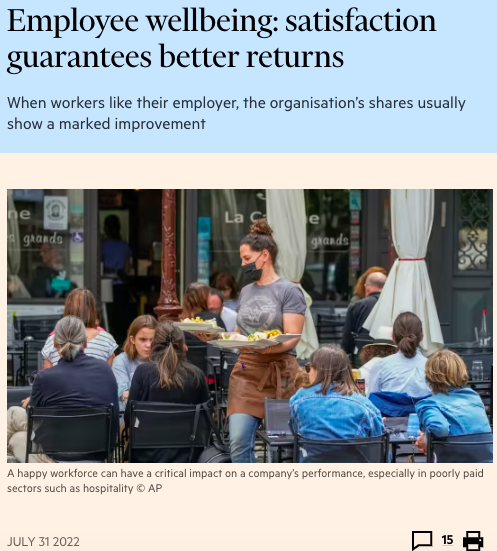 Employee wellbeing: satisfaction
guarantees better returns
When workers like their employer, the organisation's shares usually
show a marked improvement
ne
La Ca ne
s grands
grands
A happy workforce can have a critical impact on a company's performance, especially in poorly paid
sectors such as hospitality © AP
JULY 31 2022
15